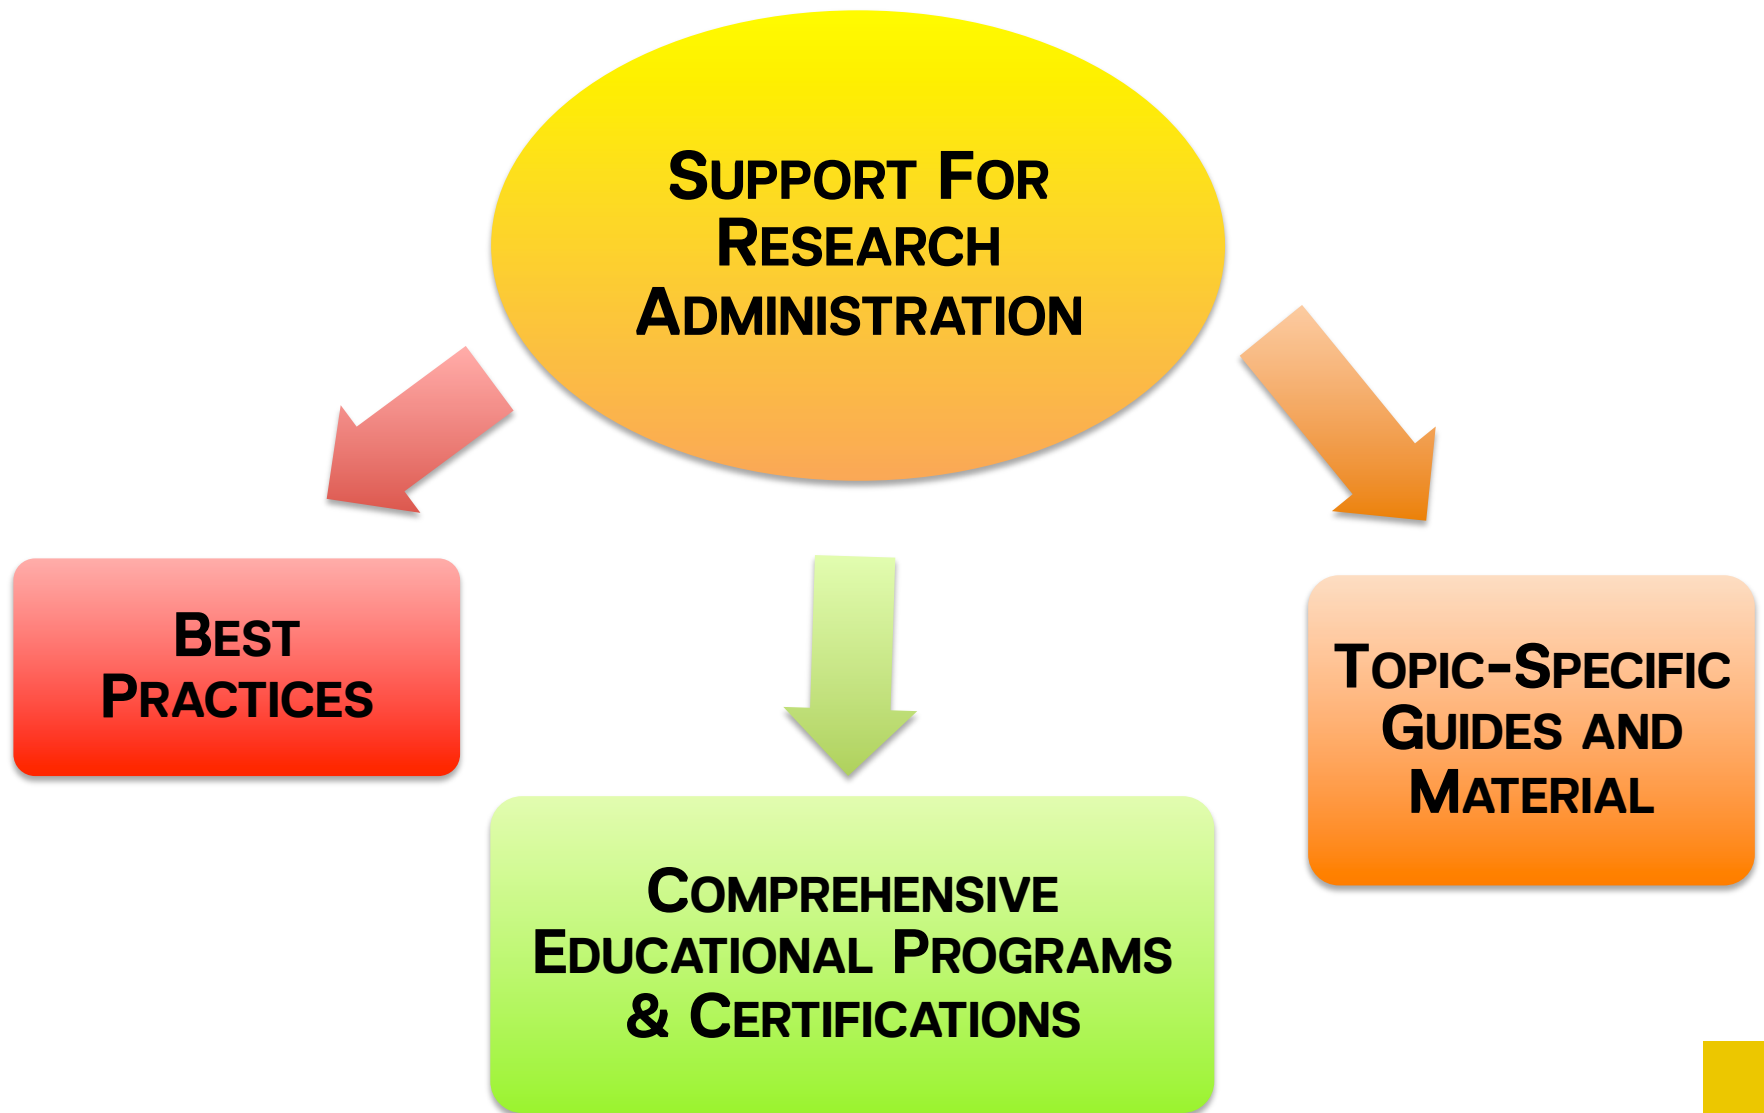 Support For
Research
Administration
Best
Practices
Topic-Specific
Guides and
Material
Comprehensive
Educational Programs
& Certifications